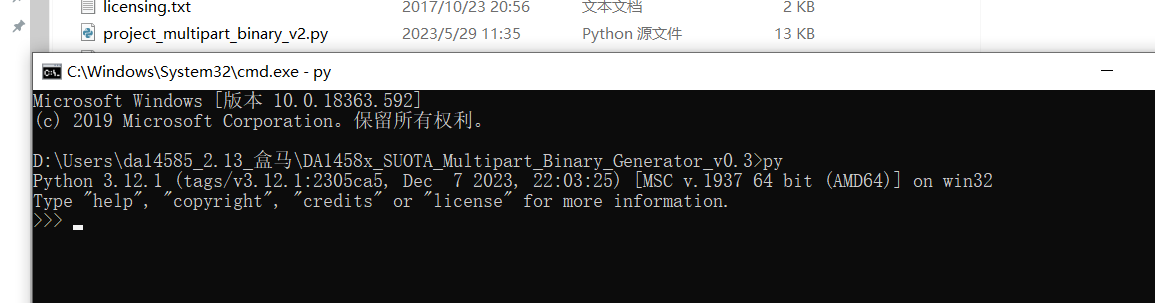 licensing.txt 2017/10/23 20:56 文本文档 2 KB
project_multipart_binary_v2.py 2023/5/29 11:35 Python 源文件 13 KB
C:\Windows\System32\cmd.exe - py
Microsoft Windows [版本 10.0.18363.592]
(c) 2019 Microsoft Corporation。保留所有权利。
D:\Users\da14585_2.13_盒马\DA1458x_SUOTA_Multipart_Binary_Generator_v0.3>py
Python 3.12.1 (tags/v3.12.1:2305ca5, Dec  7 2023, 22:03:25) [MSC v.1937 64 bit (AMD64)] on win32
Type "help", "copyright", "credits" or "license" for more information.
>>>